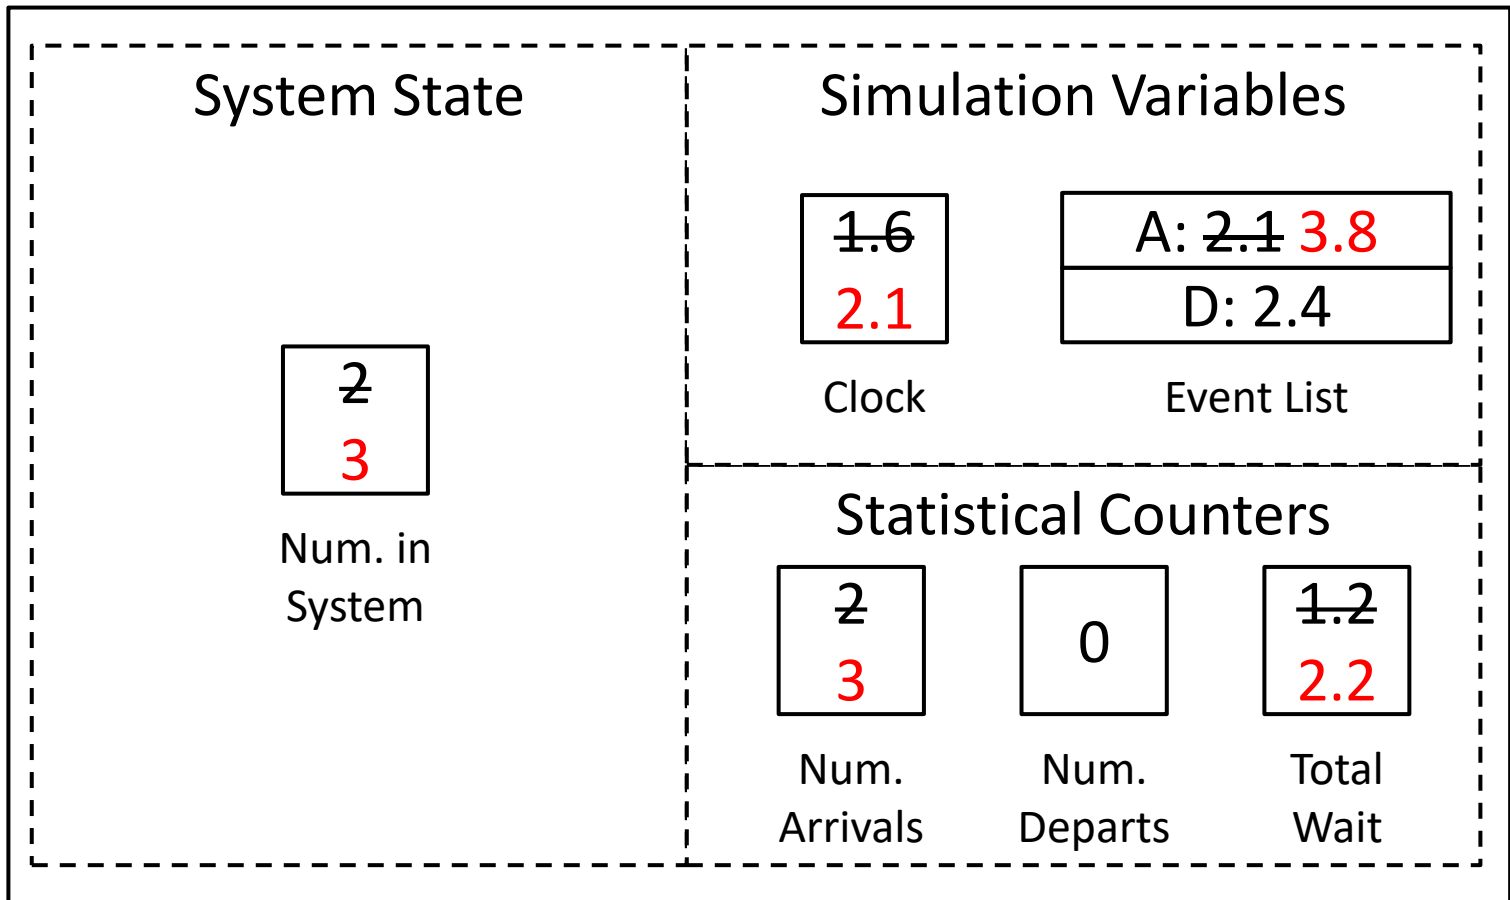 System State
2
3
Num. in
System
Simulation Variables
1.6
2.1
Clock
A: 2.1 3.8
D: 2.4
Event List
Statistical Counters
2
3
Num.
Arrivals
0
Num.
Departs
1.2
2.2
Total
Wait